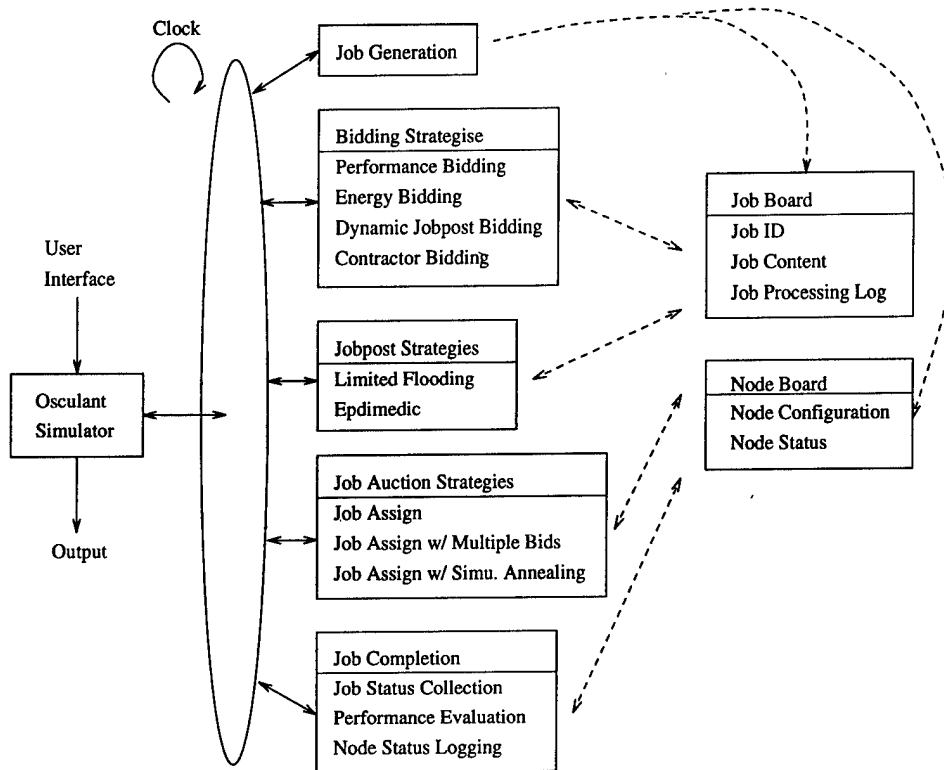 Clock
Job Generation
Bidding Strategise
Performance Bidding
Energy Bidding
Dynamic Jobpost Bidding
Contractor Bidding
Job Board
Job ID
Job Content
Job Processing Log
User
Interface
Jobpost Strategies
Limited Flooding
Epdimedic
Node Board
Node Configuration
Node Status
Osculant
Simulator
Job Auction Strategies
Job Assign
Job Assign w/ Multiple Bids
Job Assign w/ Simu. Annealing
Output
Job Completion
Job Status Collection
Performance Evaluation
Node Status Logging